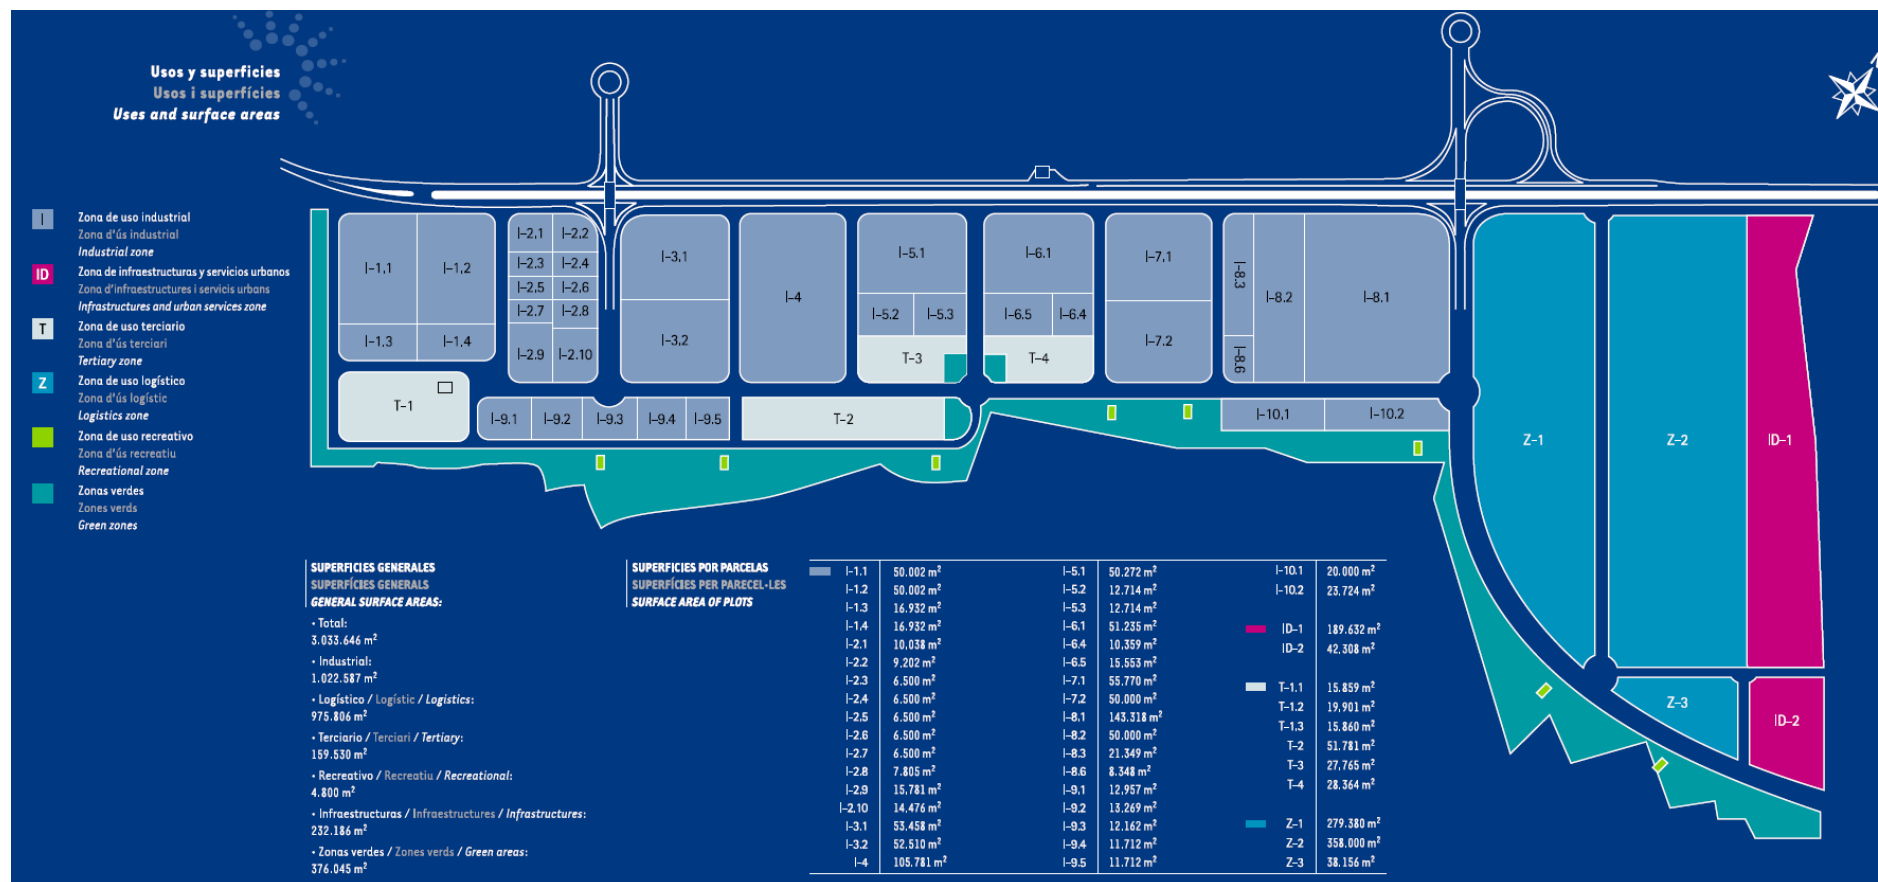 Usos y superficies
Usos i superfícies
Uses and surface areas
I
Zona de uso industrial
Zona d'ús industrial
Industrial zone
ID
Zona de infraestructuras y servicios urbanos
Zona d'infraestructures i servicis urbans
Infrastructures and urban services zone
T
Zona de uso terciario
Zona d'ús terciari
Tertiary zone
Z
Zona de uso logístico
Zona d'ús logístic
Logistics zone
Zona de uso recreativo
Zona d'ús recreatiu
Recreational zone
Zonas verdes
Zones verds
Green zones
I-1.1
I-1.2
I-1.3
I-1.4
I-2.1
I-2.2
I-2.3
I-2.4
I-2.5
I-2.6
I-2.7
I-2.8
I-2.9
I-2.10
I-3.1
I-3.2
I-4
I-5.1
I-5.2
I-5.3
T-3
I-6.1
I-6.5
I-6.4
T-4
I-7.1
I-7.2
I-8.3
I-8.6
I-8.2
I-8.1
T-1
I-9.1
I-9.2
I-9.3
I-9.4
I-9.5
T-2
I-10.1
I-10.2
Z-1
Z-2
ID-1
Z-3
ID-2
SUPERFICIES GENERALES
SUPERFÍCIES GENERALS
GENERAL SURFACE AREAS:
• Total:
3.033.646 m²
• Industrial:
1.022.587 m²
• Logístico / Logístic / Logistics:
975.806 m²
• Terciario / Terciari / Tertiary:
159.530 m²
• Recreativo / Recreatiu / Recreational:
4.800 m²
• Infraestructuras / Infraestructures / Infrastructures:
232.186 m²
• Zonas verdes / Zones verds / Green areas:
376.045 m²
SUPERFICIES POR PARCELAS
SUPERFÍCIES PER PARECEL·LES
SURFACE AREA OF PLOTS
I-1.1 50.002 m²
I-1.2 50.002 m²
I-1.3 16.932 m²
I-1.4 16.932 m²
I-2.1 10.038 m²
I-2.2 9.202 m²
I-2.3 6.500 m²
I-2.4 6.500 m²
I-2.5 6.500 m²
I-2.6 6.500 m²
I-2.7 6.500 m²
I-2.8 7.805 m²
I-2.9 15.781 m²
I-2.10 14.476 m²
I-3.1 53.458 m²
I-3.2 52.510 m²
I-4 105.781 m²
I-5.1 50.272 m²
I-5.2 12.714 m²
I-5.3 12.714 m²
I-6.1 51.235 m²
I-6.4 10,359 m²
I-6.5 15,553 m²
I-7.1 55.770 m²
I-7.2 50.000 m²
I-8.1 143.318 m²
I-8.2 50.000 m²
I-8.3 21.349 m²
I-8.6 8.348 m²
I-9.1 12,957 m²
I-9.2 13.269 m²
I-9.3 12.162 m²
I-9.4 11.712 m²
I-9.5 11.712 m²
I-10.1 20.000 m²
I-10.2 23.724 m²
ID-1 189.632 m²
ID-2 42.308 m²
T-1.1 15.859 m²
T-1.2 19,901 m²
T-1.3 15.860 m²
T-2 51.781 m²
T-3 27,765 m²
T-4 28.364 m²
Z-1 279.380 m²
Z-2 358.000 m²
Z-3 38.156 m²